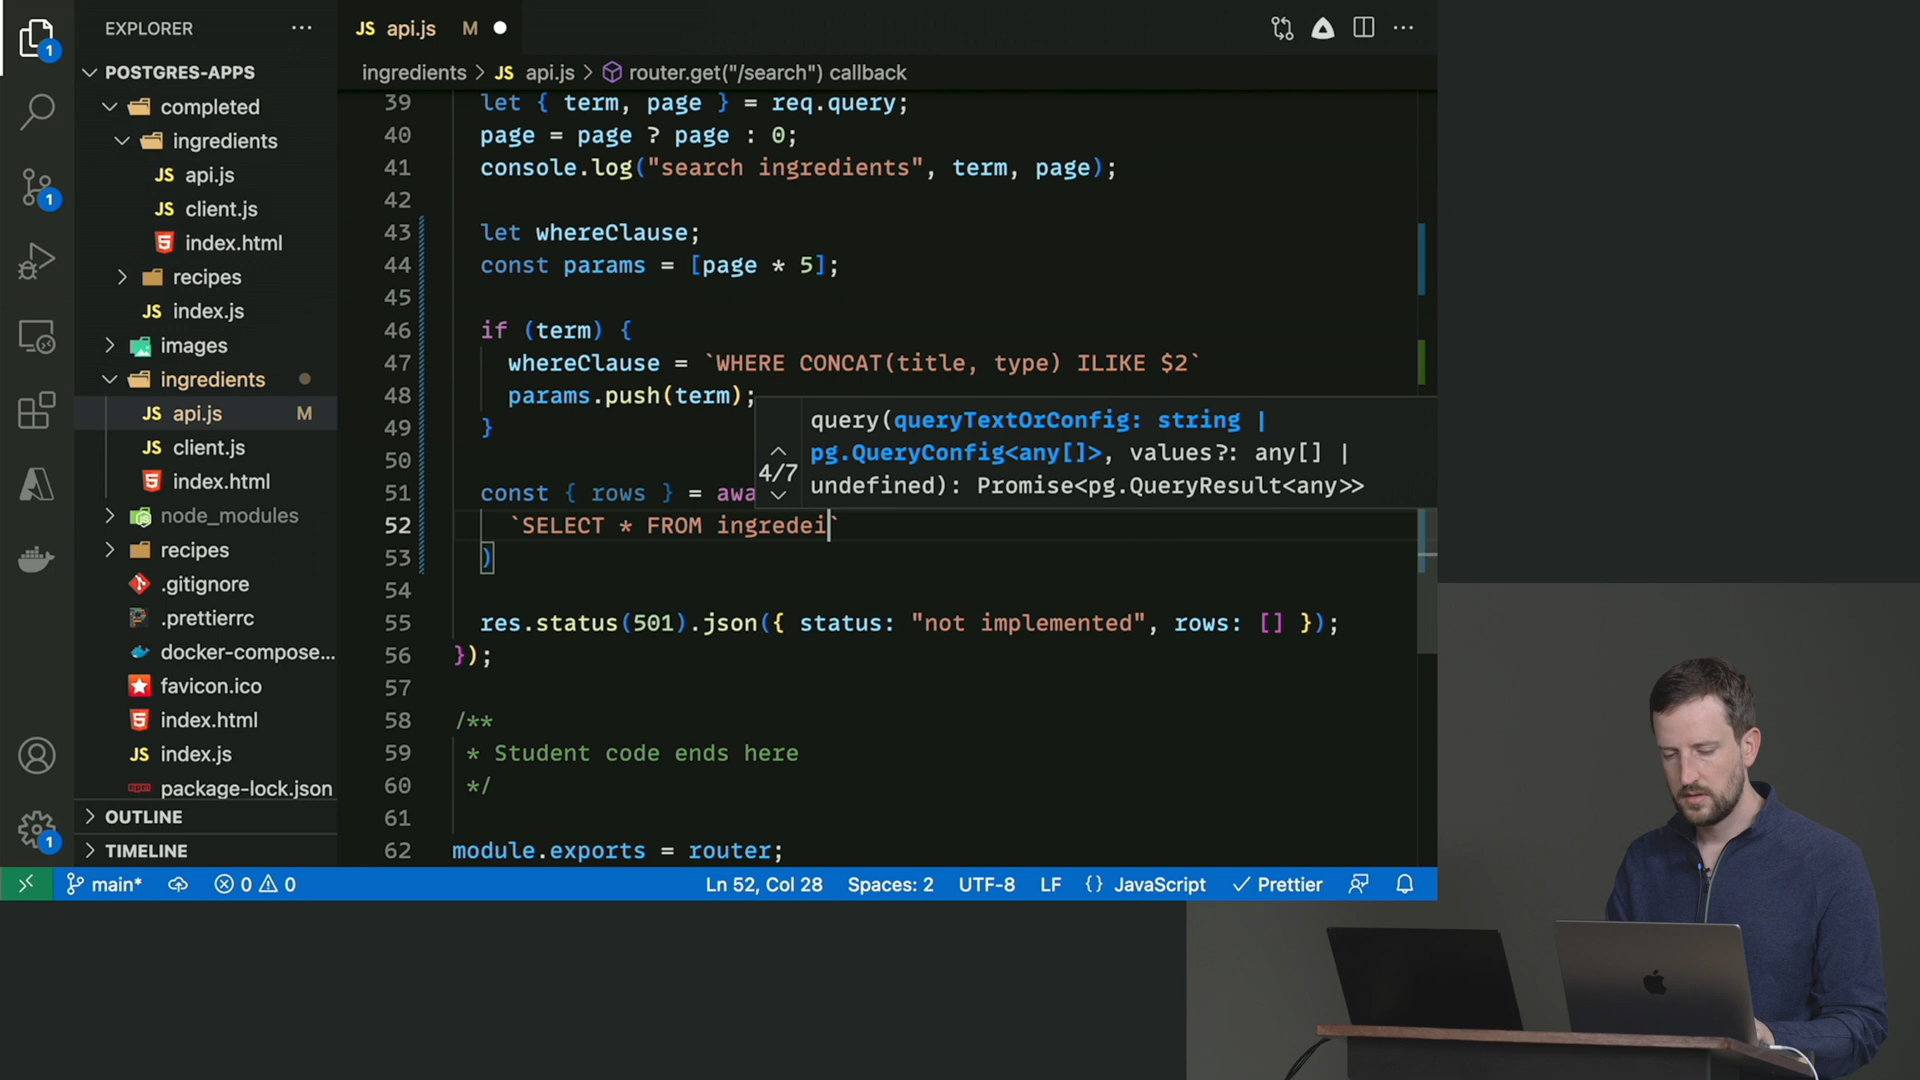 EXPLORER
POSTGRES-APPS
completed
ingredients
JS api.js
JS client.js
index.html
recipes
JS index.js
images
ingredients
JS api.js M
JS client.js
index.html
node_modules
recipes
.gitignore
.prettierrc
docker-compose...
favicon.ico
index.html
JS index.js
package-lock.json
OUTLINE
TIMELINE
1
1
1
JS api.js M
ingredients > JS api.js > router.get("/search") callback
39 let { term, page } = req.query;
40 page = page ? page : 0;
41 console.log("search ingredients", term, page);
42
43 let whereClause;
44 const params = [page * 5];
45
46 if (term) {
47 whereClause = `WHERE CONCAT(title, type) ILIKE $2`
48 params.push(term);
49 }
50
51 const { rows } = awa
52 `SELECT * FROM ingredei`
53 )
54
55 res.status(501).json({ status: "not implemented", rows: [] });
56 });
57
58 /**
59 * Student code ends here
60 */
61
62 module.exports = router;
4/7
query(queryTextOrConfig: string |
pg.QueryConfig<any[]>, values?: any[] |
undefined): Promise<pg.QueryResult<any>>
main* 0 0 Ln 52, Col 28 Spaces: 2 UTF-8 LF {} JavaScript Prettier